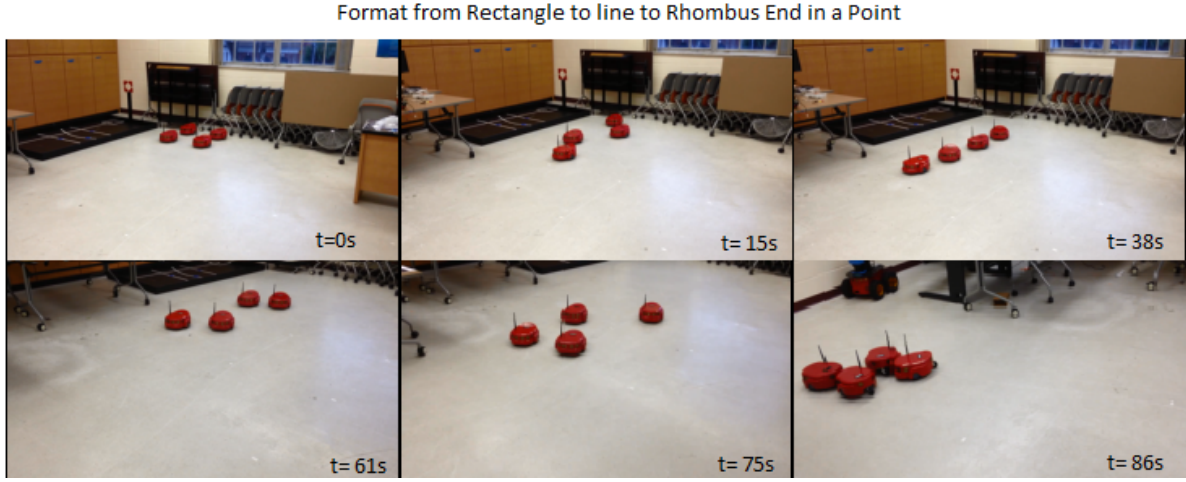 Format from Rectangle to line to Rhombus End in a Point
t=0s
t= 15s
t= 38s
t= 61s
t= 75s
t= 86s